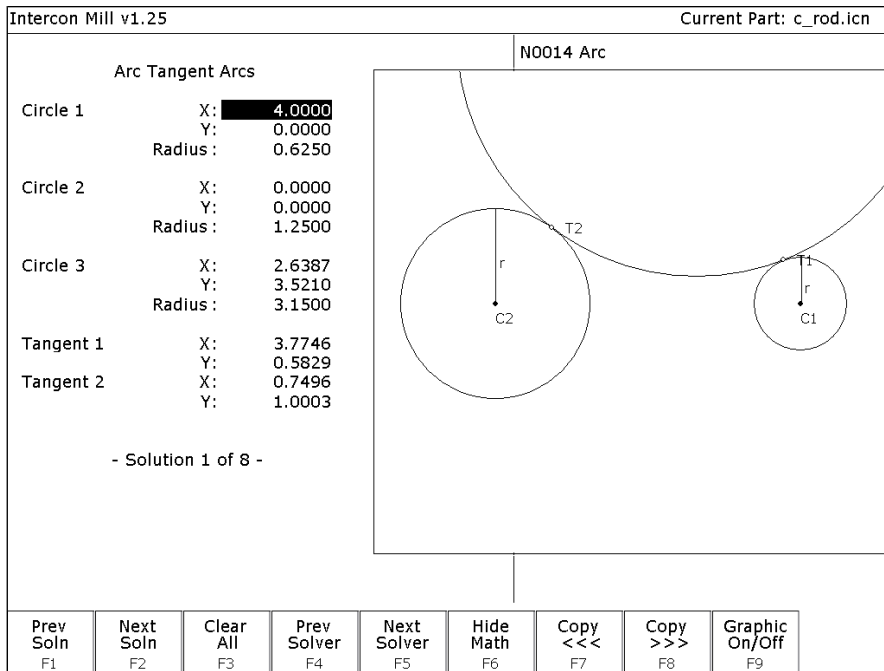 Intercon Mill v1.25 Current Part: c_rod.icn
N0014 Arc
Arc Tangent Arcs
Circle 1 X: 4.0000
Y: 0.0000
Radius : 0.6250
Circle 2 X: 0.0000
Y: 0.0000
Radius : 1.2500
Circle 3 X: 2.6387
Y: 3.5210
Radius : 3.1500
Tangent 1 X: 3.7746
Y: 0.5829
Tangent 2 X: 0.7496
Y: 1.0003
- Solution 1 of 8 -
T2
T1
r
r
C2
C1
Prev Soln F1
Next Soln F2
Clear All F3
Prev Solver F4
Next Solver F5
Hide Math F6
Copy <<< F7
Copy >>> F8
Graphic On/Off F9